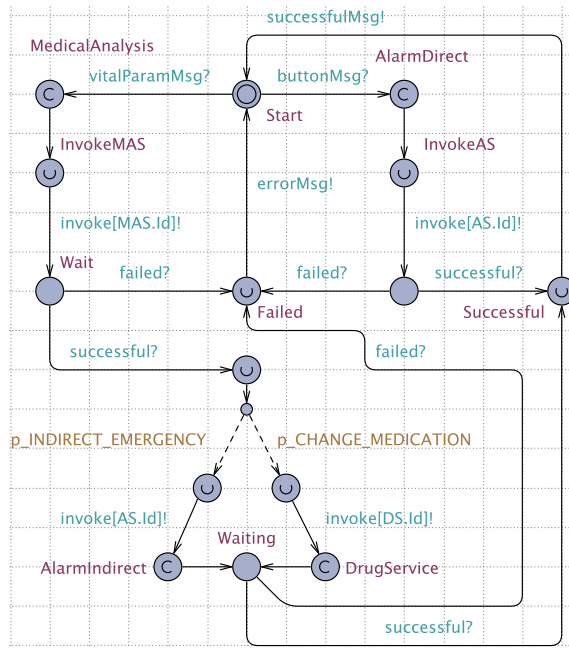 successfulMsg!
MedicalAnalysis
AlarmDirect
vitalParamMsg?
buttonMsg?
C
C
Start
InvokeMAS
InvokeAS
U
U
errorMsg!
invoke[MAS.Id]!
invoke[AS.Id]!
Wait
failed?
failed?
successful?
U
U
Failed
Successful
successful?
failed?
U
p_INDIRECT_EMERGENCY
p_CHANGE_MEDICATION
U
U
invoke[AS.Id]!
invoke[DS.Id]!
Waiting
AlarmIndirect
C
C
DrugService
successful?